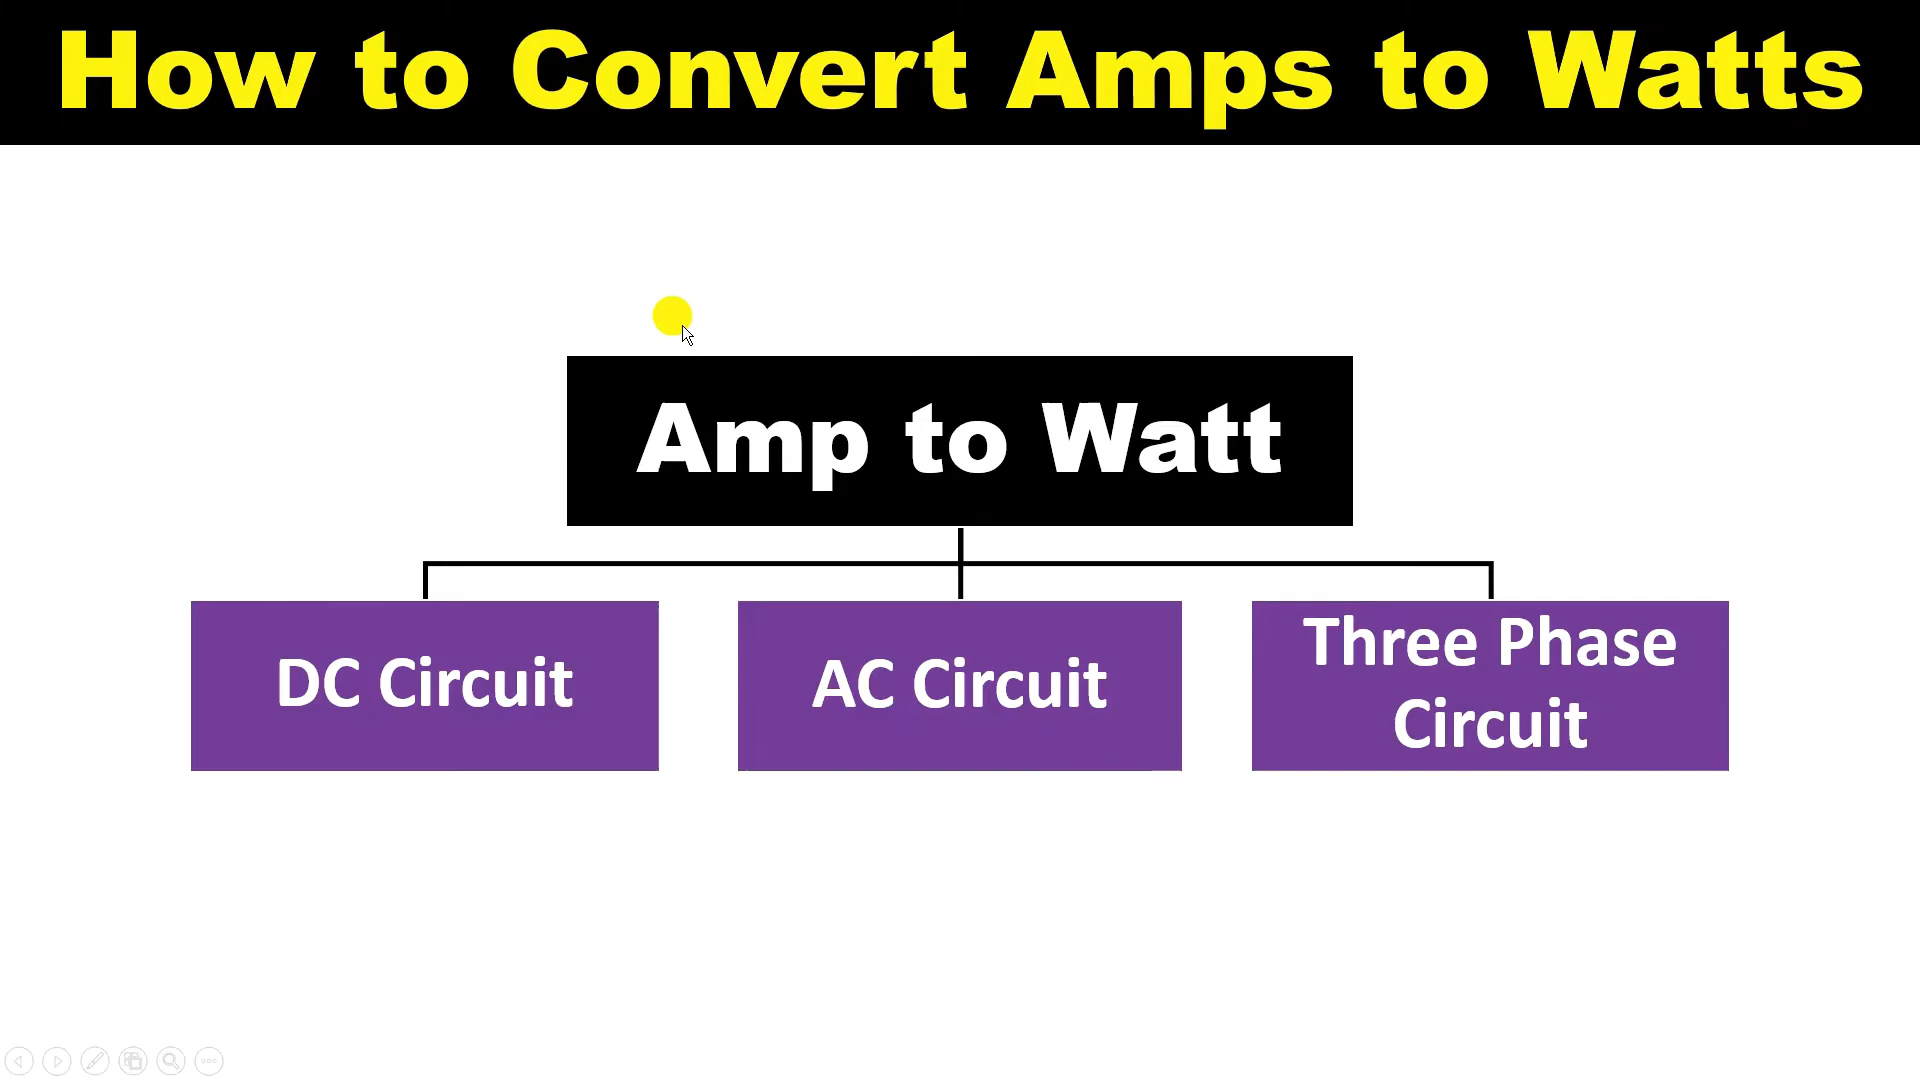 How to Convert Amps to Watts
Amp to Watt
DC Circuit
AC Circuit
Three Phase
Circuit